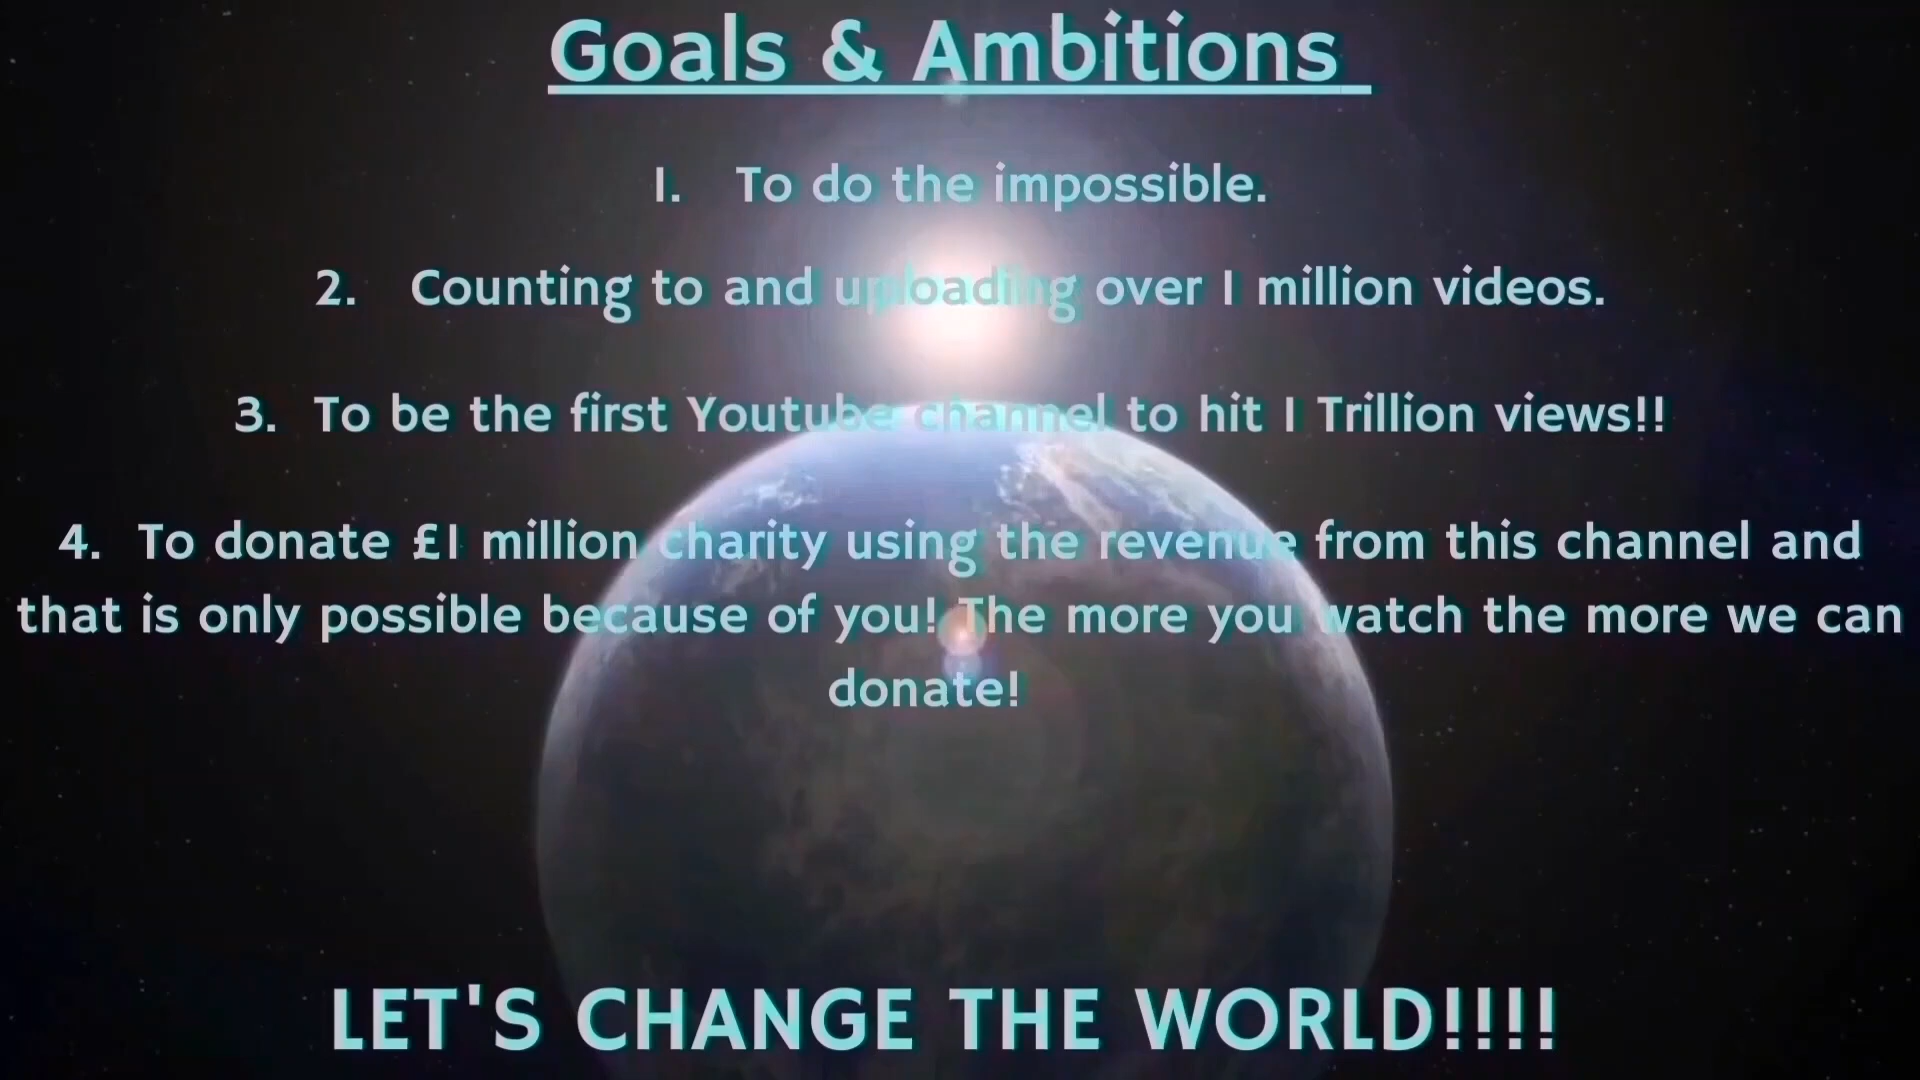 Goals & Ambitions
1. To do the impossible.
2. Counting to and uploading over 1 million videos.
3. To be the first Youtube channel to hit 1 Trillion views!!
4. To donate £1 million charity using the revenue from this channel and
that is only possible because of you! The more you watch the more we can
donate!
LET'S CHANGE THE WORLD!!!!